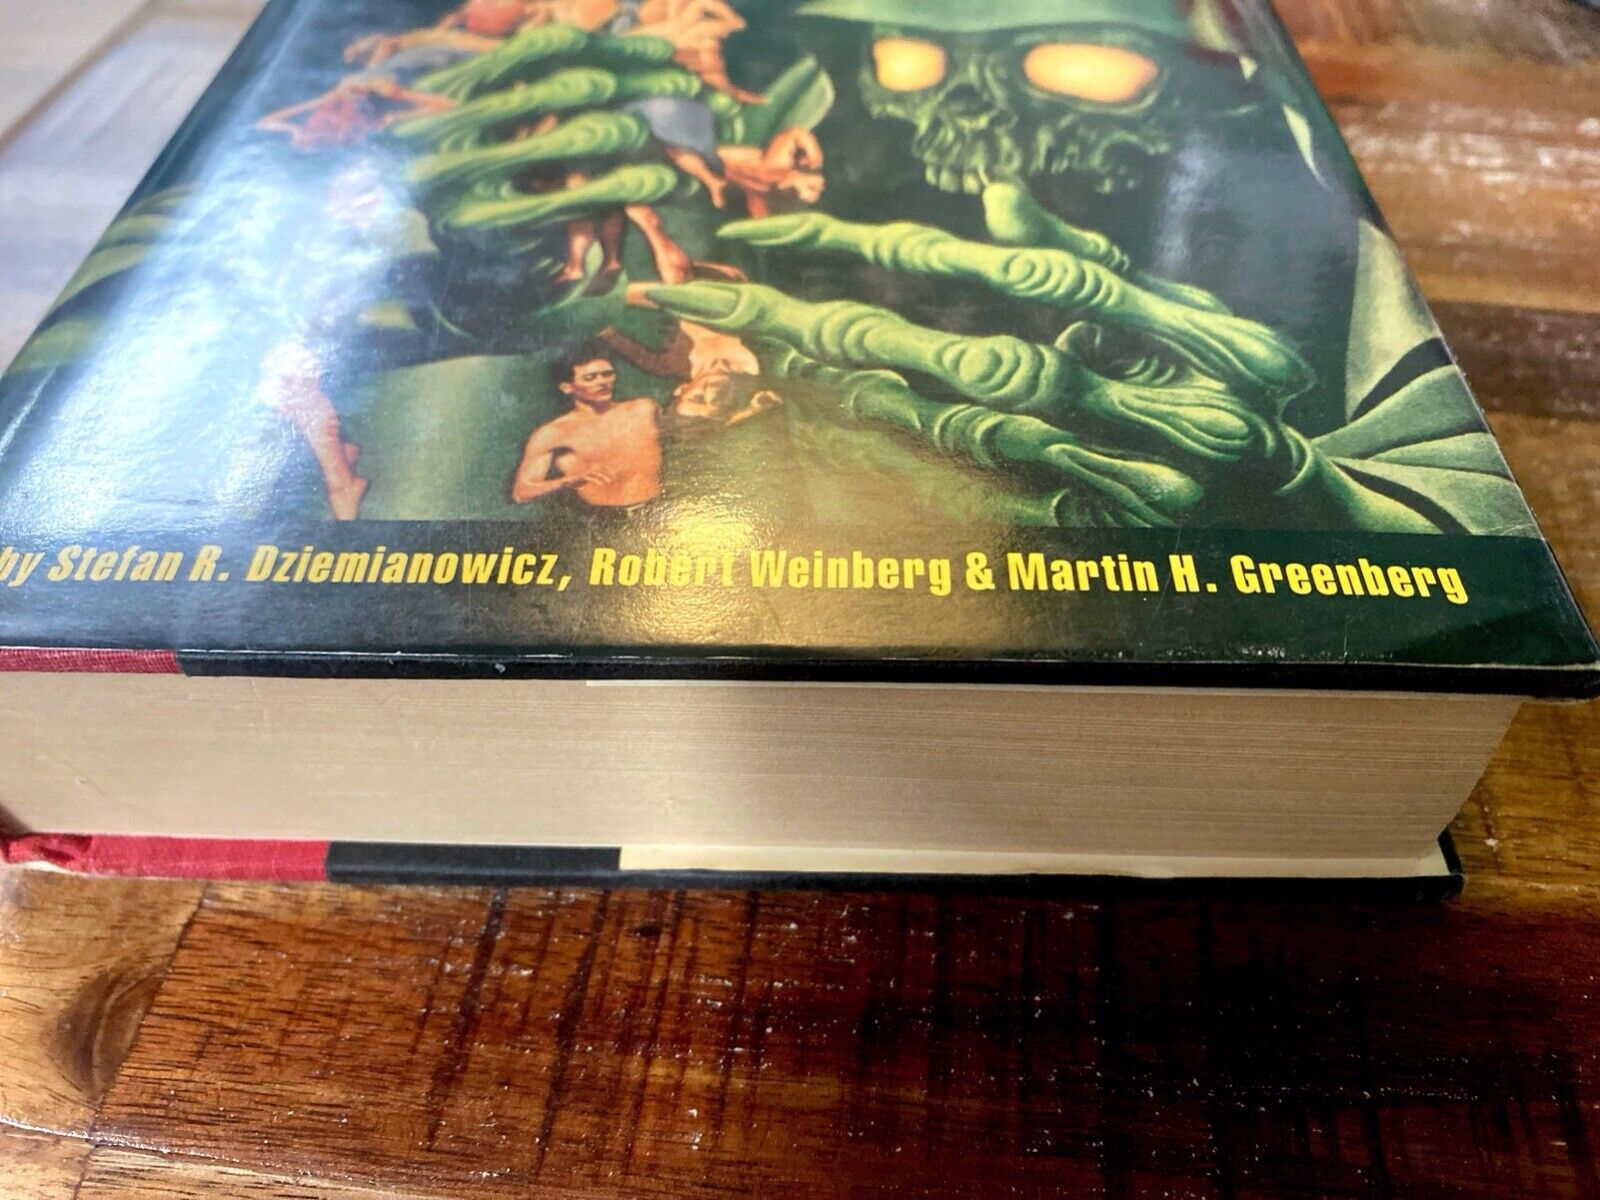 by Stefan R. Dziemianowicz, Robert Weinberg & Martin H. Greenberg